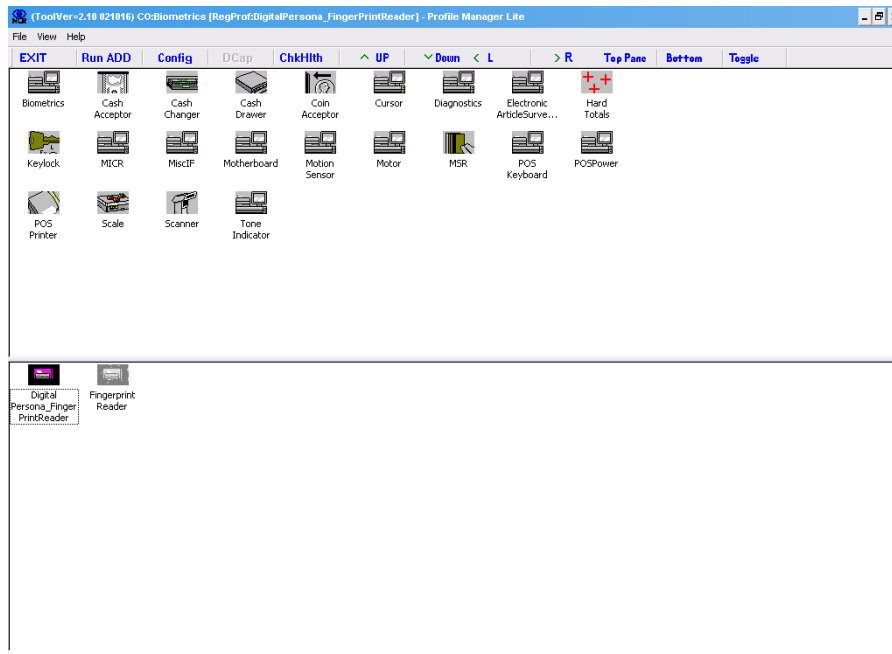 NCR (ToolVer=2.10 021016) CO:Biometrics [RegProf:DigitalPersona_FingerPrintReader] - Profile Manager Lite
File View Help
EXIT Run ADD Config DCap ChkHlth ^ UP ˅ Down < L > R Top Pane Bottom Toggle
Biometrics Cash Cash Cash Coin Cursor Diagnostics Electronic Hard
Acceptor Changer Drawer Acceptor ArticleSurve... Totals
Keylock MICR MiscIF Motherboard Motion Motor MSR POS POSPower
Sensor Keyboard
POS Scale Scanner Tone
Printer Indicator
Digital Fingerprint
Persona_Finger Reader
PrintReader